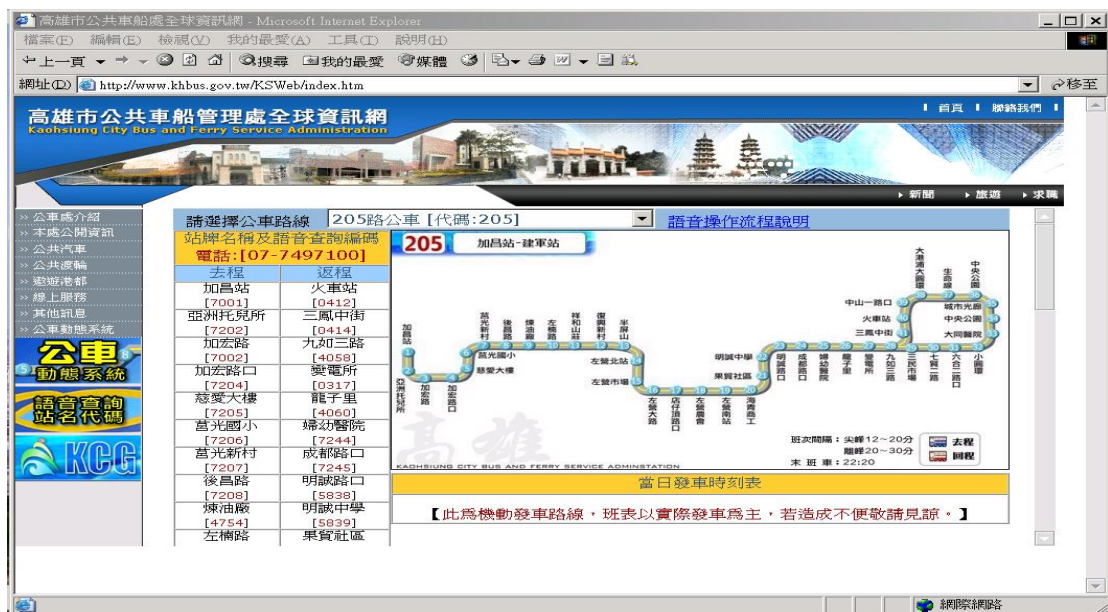 高雄市公共車船處全球資訊網 - Microsoft Internet Explorer
檔案(F) 編輯(E) 檢視(V) 我的最愛(A) 工具(T) 說明(H)
上一頁 搜尋 我的最愛 媒體
網址(D) http://www.khbus.gov.tw/KSWeb/index.htm 移至
高雄市公共車船管理處全球資訊網
Kaohsiung City Bus and Ferry Service Administration
首頁 聯絡我們
新聞 旅遊 求職
公車處介紹
本處公開資訊
公共汽車
公共渡輪
遨遊港都
線上服務
其他訊息
公車動態系統
公車
動態系統
語音查詢
站名代碼
KCG
請選擇公車路線 205路公車 [代碼:205] 語音操作流程說明
站牌名稱及語音查詢編碼
電話:[07-7497100]
去程 返程
加昌站 火車站
[7001] [0412]
亞洲托兒所 三鳳中街
[7202] [0414]
加宏路 九如三路
[7002] [4058]
加宏路口 變電所
[7204] [0317]
慈愛大樓 龍子里
[7205] [4060]
莒光國小 婦幼醫院
[7206] [7244]
莒光新村 成都路口
[7207] [7245]
後昌路 明誠路口
[7208] [5838]
煉油廠 明誠中學
[4754] [5839]
左楠路 果貿社區
205 加昌站-建軍站
加昌站
亞洲托兒所
加宏路
加宏路口
慈愛大樓
莒光國小
莒光新村
後昌路
煉油廠
左楠路
祥和山莊
復興新村
半屏山
左營北站
左營市場
左營大路
店仔頂路口
左營農會
左營南站
海青商工
果貿社區
明誠中學
明誠路口
成都路口
婦幼醫院
龍子里
變電所
九如三路
三民市場
七賢二路
六合二路口
小圓環
大同醫院
中央公園
城市光廊
中央公園
生命線
大港浦大圓環
中山一路口
火車站
三鳳中街
班次間隔:尖峰12~20分
離峰20~30分
末 班 車:22:20
去程
回程
KAOHSIUNG CITY BUS AND FERRY SERVICE ADMINSTATION
高雄
當日發車時刻表
【此為機動發車路線,班表以實際發車為主,若造成不便敬請見諒。】
網際網路